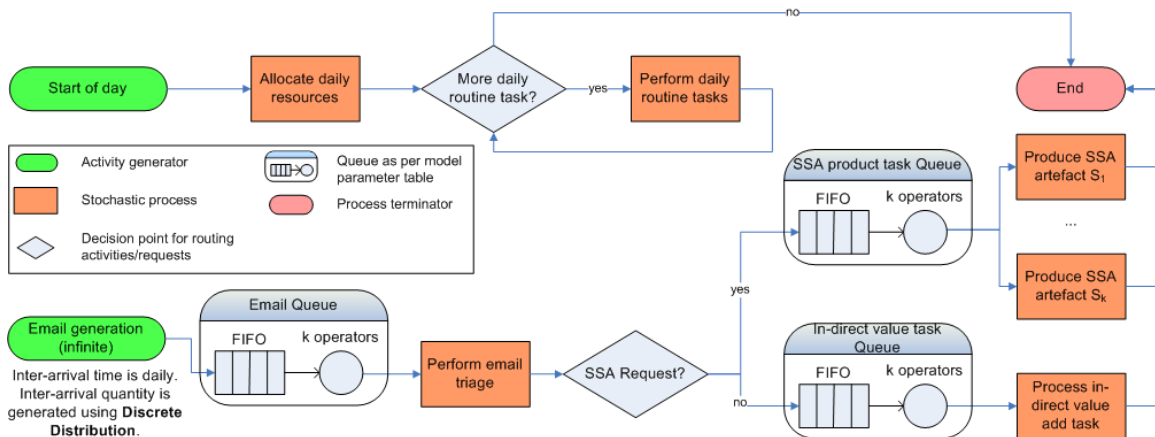 no
Start of day
Allocate daily
resources
More daily
routine task?
yes
Perform daily
routine tasks
End
Activity generator
Stochastic process
Decision point for routing
activities/requests
Queue as per model
parameter table
Process terminator
SSA product task Queue
FIFO
k operators
Produce SSA
artefact S1
...
Produce SSA
artefact Sk
yes
Email Queue
FIFO
k operators
Email generation
(infinite)
Inter-arrival time is daily.
Inter-arrival quantity is
generated using Discrete
Distribution.
Perform email
triage
SSA Request?
no
In-direct value task
Queue
FIFO
k operators
Process in-
direct value
add task